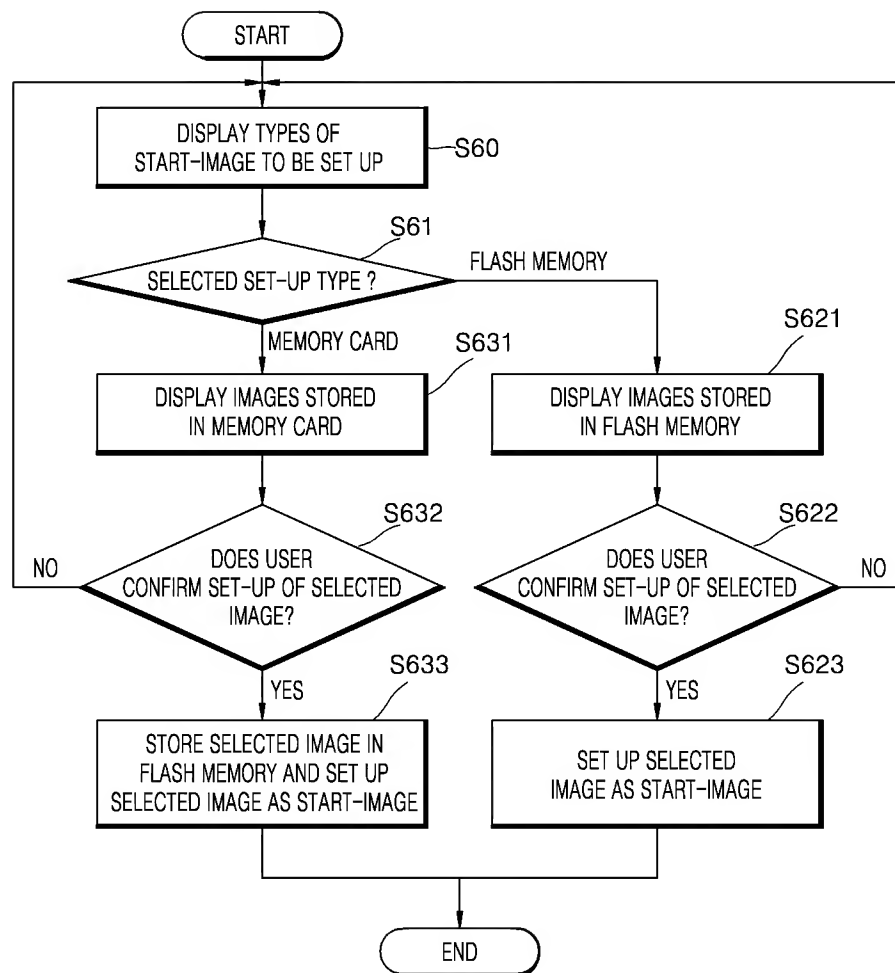 START
DISPLAY TYPES OF
START-IMAGE TO BE SET UP
S60
S61
SELECTED SET-UP TYPE ?
FLASH MEMORY
MEMORY CARD
S631
S621
DISPLAY IMAGES STORED
IN MEMORY CARD
DISPLAY IMAGES STORED
IN FLASH MEMORY
S632
S622
NO
DOES USER
CONFIRM SET-UP OF SELECTED
IMAGE?
DOES USER
CONFIRM SET-UP OF SELECTED
IMAGE?
NO
YES
S633
YES
S623
STORE SELECTED IMAGE IN
FLASH MEMORY AND SET UP
SELECTED IMAGE AS START-IMAGE
SET UP SELECTED
IMAGE AS START-IMAGE
END